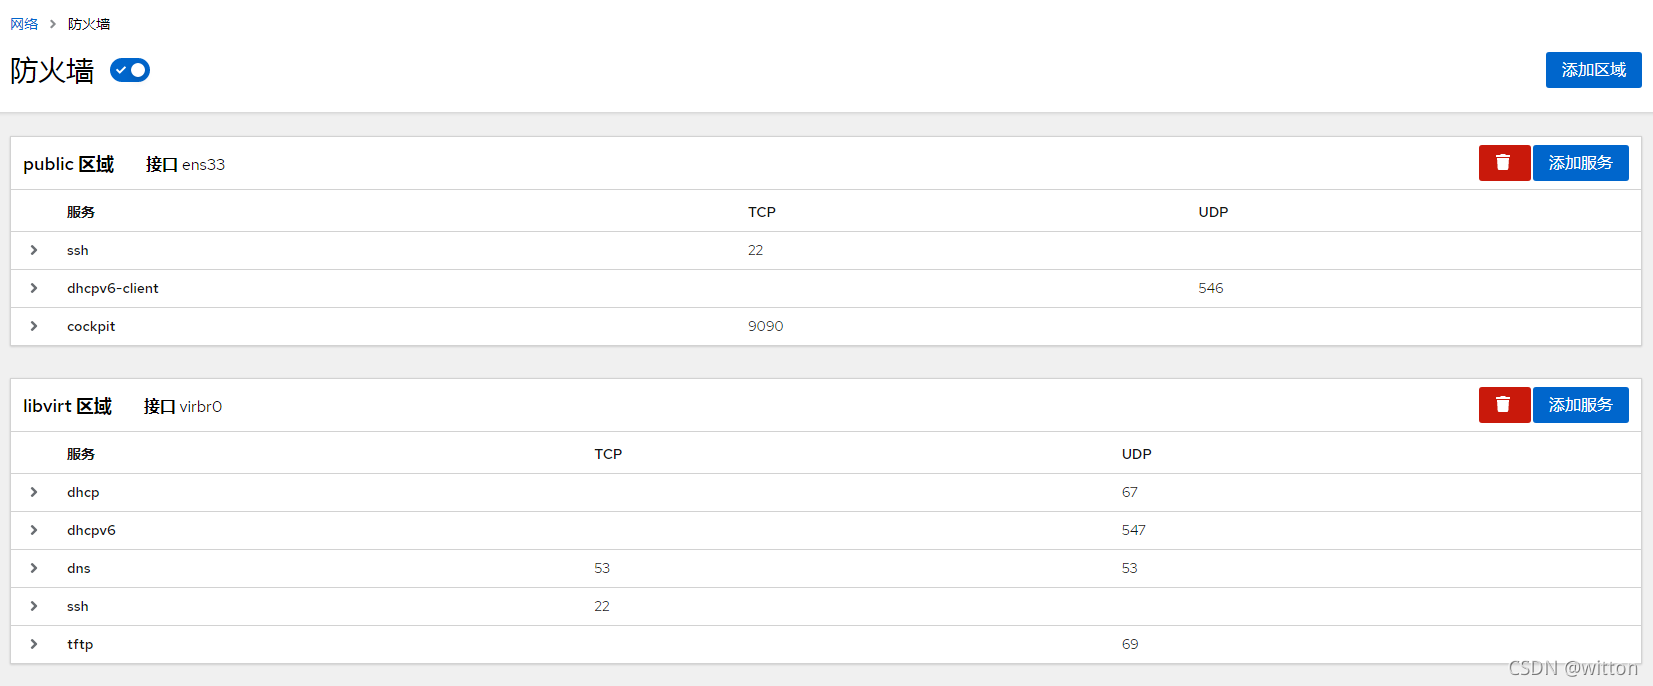 网络 > 防火墙
防火墙
添加区域
public 区域 接口 ens33 添加服务
服务 TCP UDP
ssh 22
dhcpv6-client 546
cockpit 9090
libvirt 区域 接口 virbr0 添加服务
服务 TCP UDP
dhcp 67
dhcpv6 547
dns 53 53
ssh 22
tftp 69
CSDN @witton